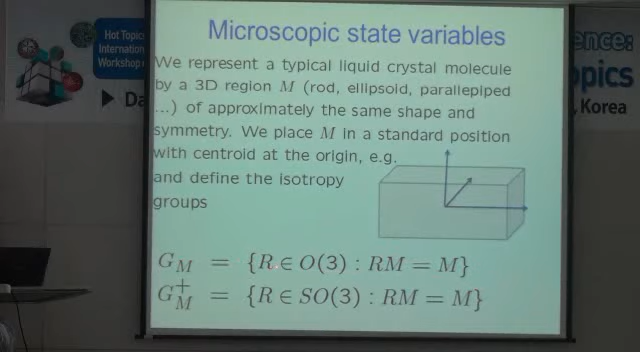 Hot Topic
Internation
Workshop
▶ Da
ence:
opics
, Korea
Microscopic state variables
We represent a typical liquid crystal molecule
by a 3D region M (rod, ellipsoid, parallepiped
...) of approximately the same shape and
symmetry. We place M in a standard position
with centroid at the origin, e.g.
and define the isotropy
groups
G_M = {R ∈ O(3) : RM = M}
G_M^+ = {R ∈ SO(3) : RM = M}